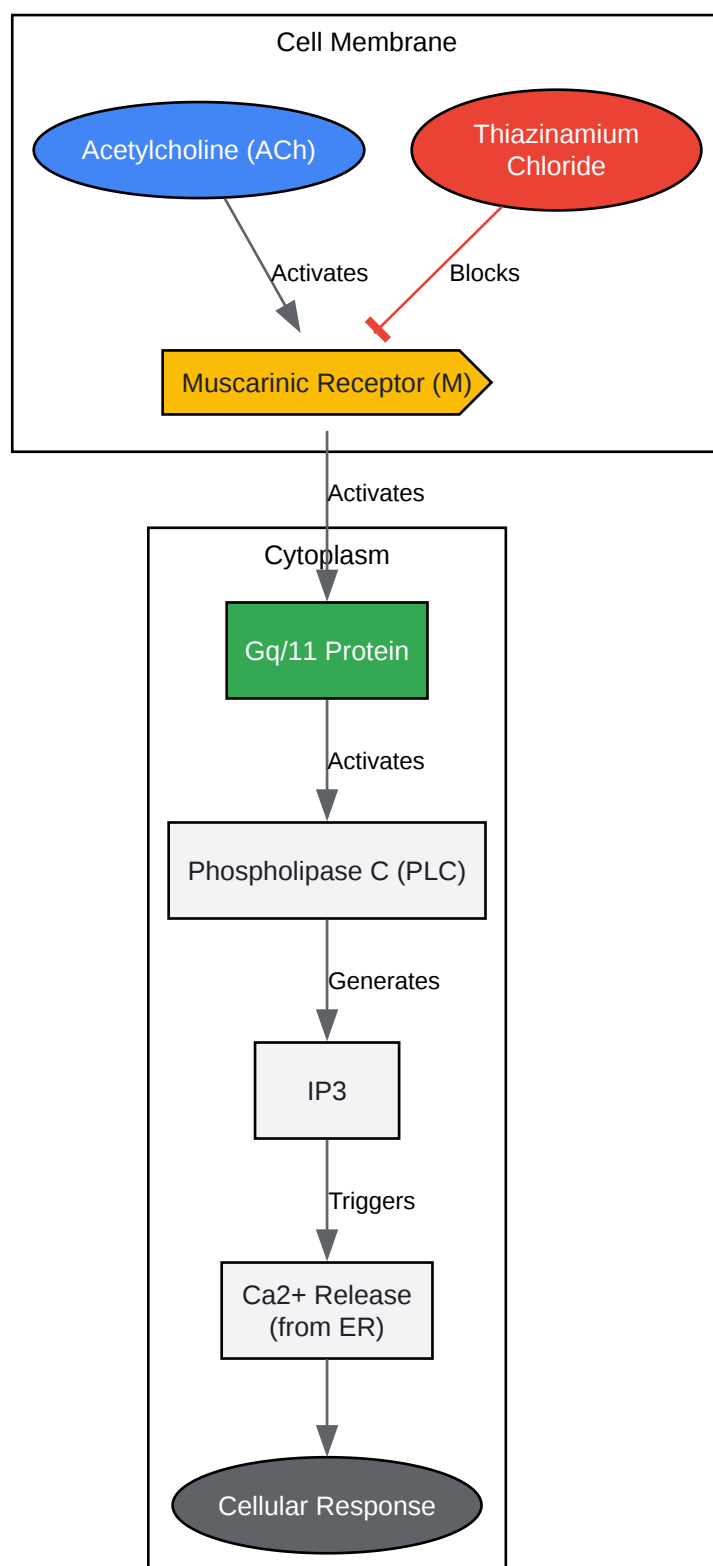 Cell Membrane
Acetylcholine (ACh)
Thiazinamium
Chloride
Activates
Blocks
Muscarinic Receptor (M)
Activates
Cytoplasm
Gq/11 Protein
Activates
Phospholipase C (PLC)
Generates
IP3
Triggers
Ca2+ Release
(from ER)
Cellular Response